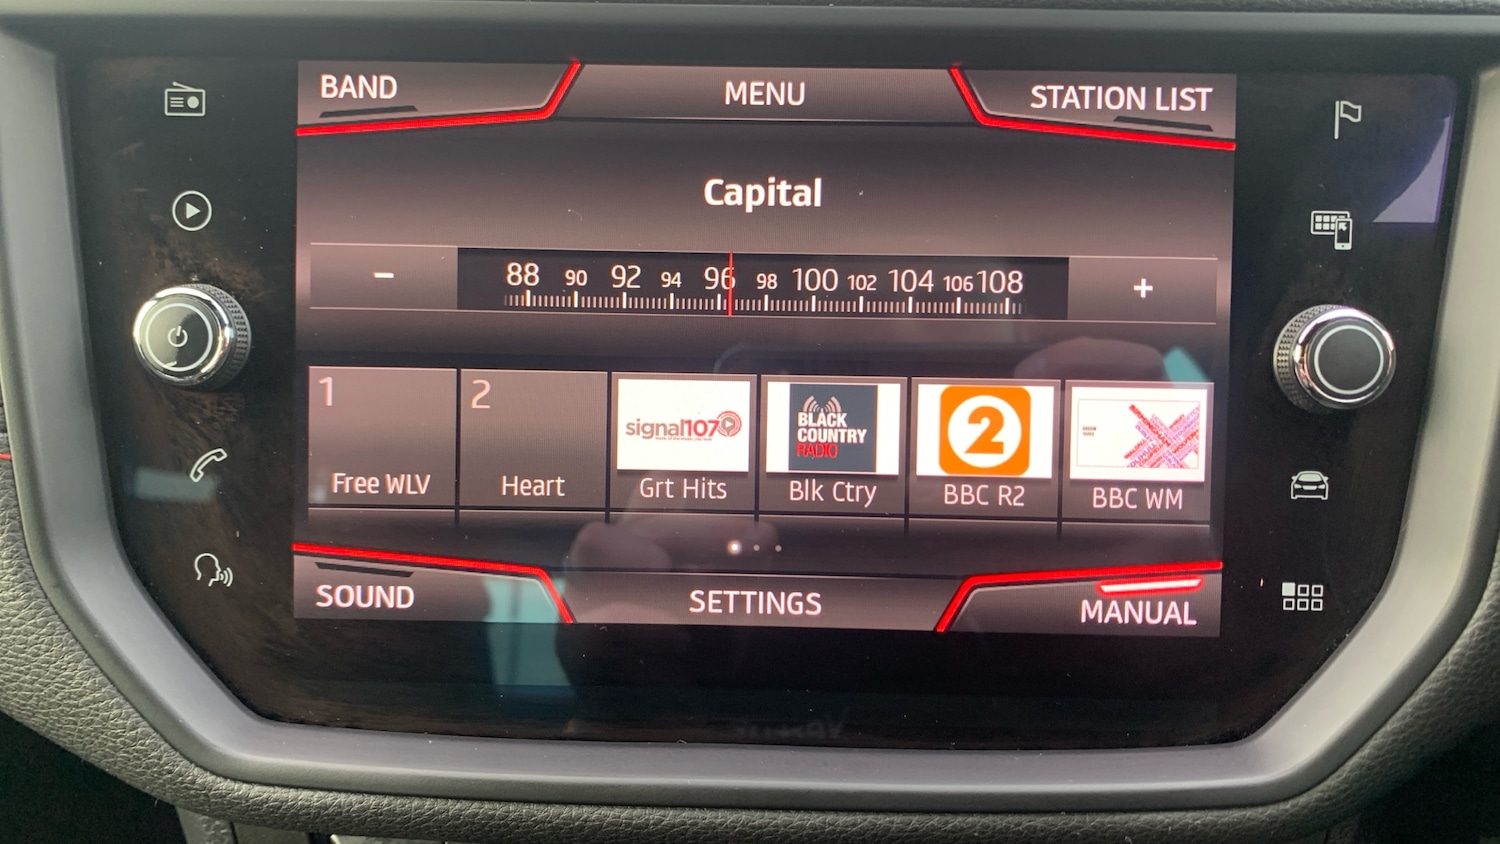 BAND
MENU
STATION LIST
Capital
88 90 92 94 96 98 100 102 104 106 108
- +
1
2
signal107
BLACK
COUNTRY
RADIO
2
Free WLV
Heart
Grt Hits
Blk Ctry
BBC R2
BBC WM
SOUND
SETTINGS
MANUAL